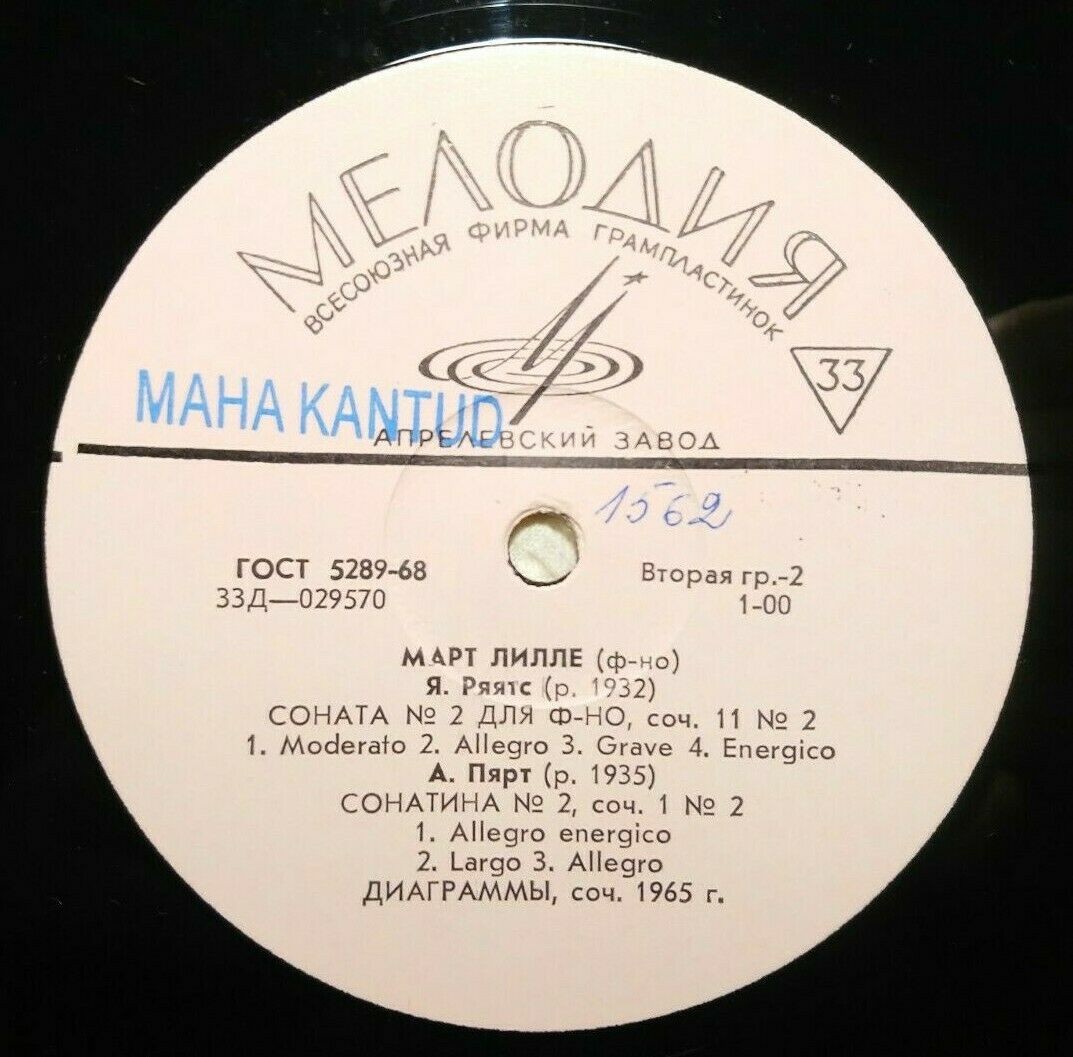 МЕЛОДИЯ
ВСЕСОЮЗНАЯ ФИРМА ГРАМПЛАСТИНОК
33
MAHA KANTUD
АПРЕЛЕВСКИЙ ЗАВОД
1562
ГОСТ 5289-68
Вторая гр.-2
33Д—029570
1-00
МАРТ ЛИЛЛЕ (ф-но)
Я. Ряятс (р. 1932)
СОНАТА № 2 ДЛЯ Ф-НО, соч. 11 № 2
1. Moderato 2. Allegro 3. Grave 4. Energico
А. Пярт (р. 1935)
СОНАТИНА № 2, соч. 1 № 2
1. Allegro energico
2. Largo 3. Allegro
ДИАГРАММЫ, соч. 1965 г.